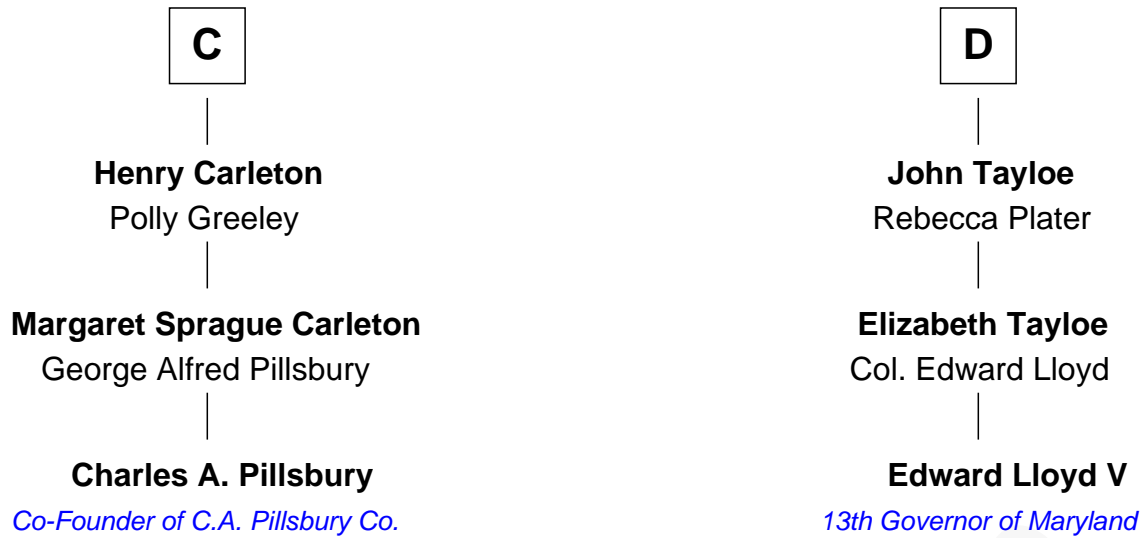 C
Henry Carleton
Polly Greeley
Margaret Sprague Carleton
George Alfred Pillsbury
Charles A. Pillsbury
Co-Founder of C.A. Pillsbury Co.
D
John Tayloe
Rebecca Plater
Elizabeth Tayloe
Col. Edward Lloyd
Edward Lloyd V
13th Governor of Maryland